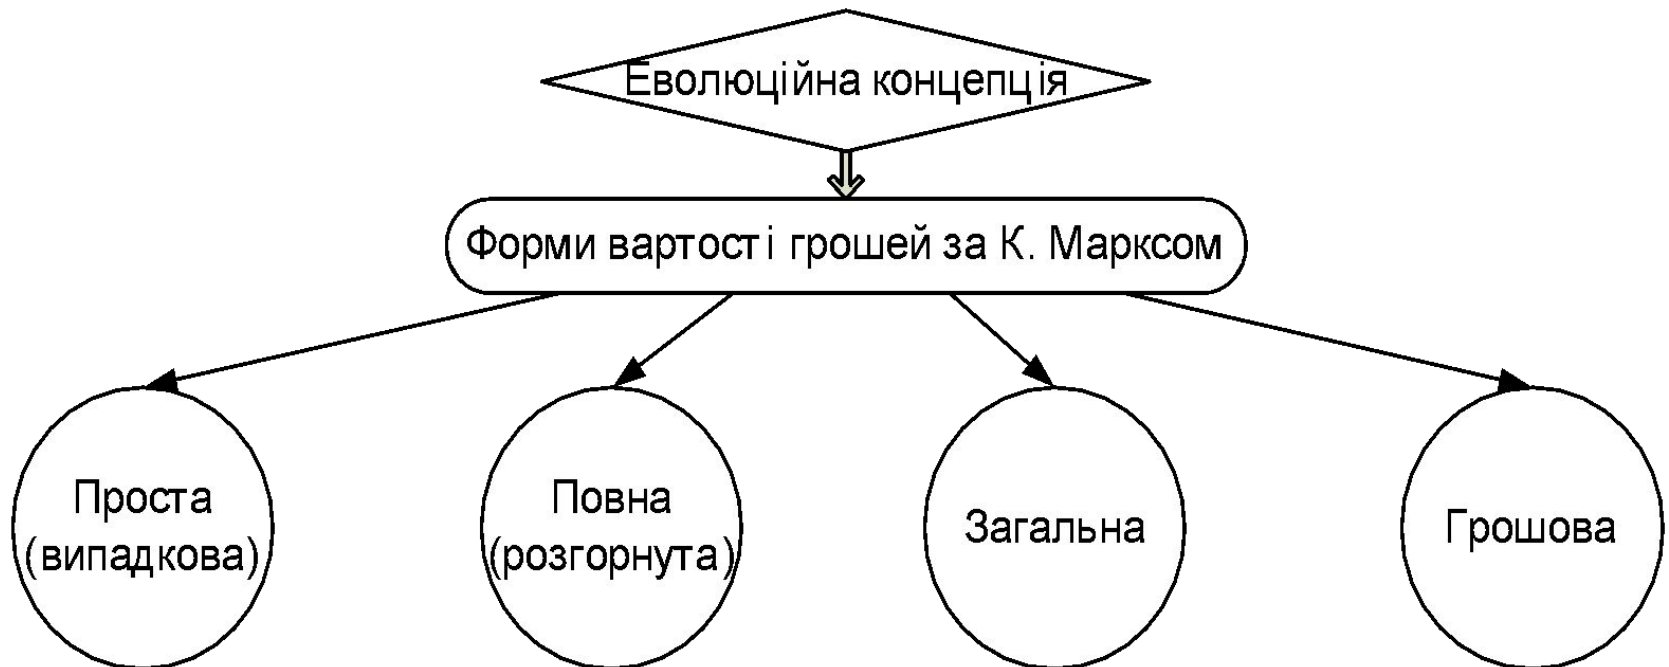 Еволюційна концепція
Форми вартості грошей за К. Марксом
Проста
(випадкова)
Повна
(розгорнута)
Загальна
Грошова